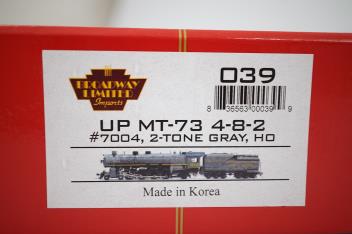 BROADWAY
LIMITED
Imports
039
8 36563 00039 9
UP MT-73 4-8-2
#7004, 2-TONE GRAY, HO
Made in Korea